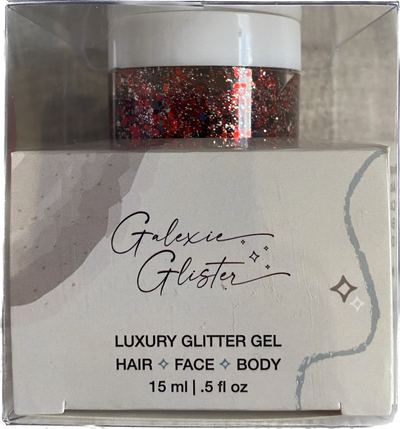 Galexie
Glister
LUXURY GLITTER GEL
HAIR ✧ FACE ✧ BODY
15 ml | .5 fl oz